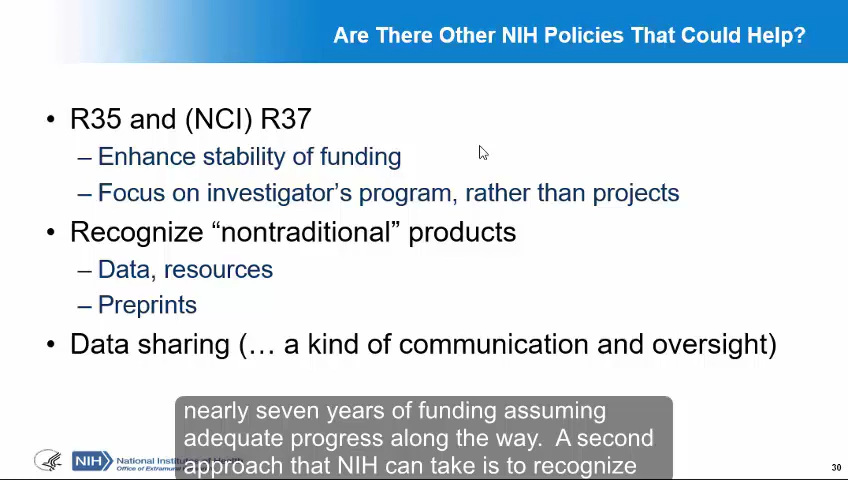 Are There Other NIH Policies That Could Help?
• R35 and (NCI) R37
– Enhance stability of funding
– Focus on investigator's program, rather than projects
• Recognize “nontraditional” products
– Data, resources
– Preprints
• Data sharing (… a kind of communication and oversight)
nearly seven years of funding assuming
adequate progress along the way.  A second
approach that NIH can take is to recognize
NIH
National Institutes of Health
Office of Extramural
30